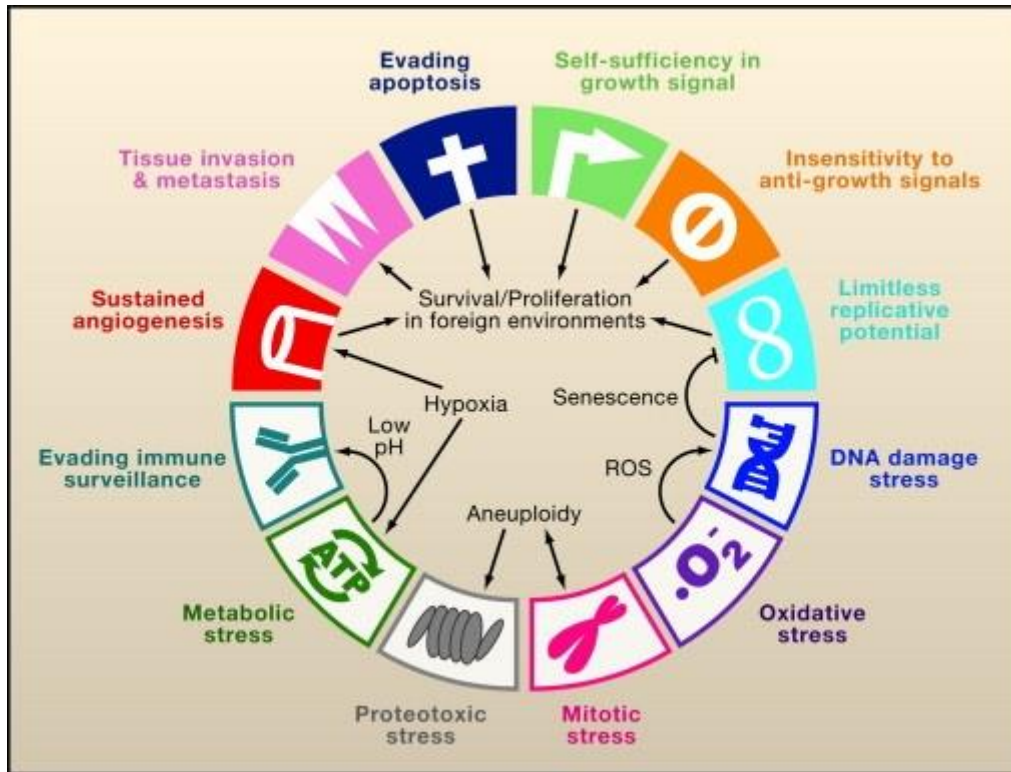 Evading
apoptosis
Self-sufficiency in
growth signal
Tissue invasion
& metastasis
Insensitivity to
anti-growth signals
Sustained
angiogenesis
Survival/Proliferation
in foreign environments
Limitless
replicative
potential
Hypoxia
Senescence
Low
pH
Evading immune
surveillance
ROS
DNA damage
stress
Aneuploidy
ATP
•O2-
Metabolic
stress
Oxidative
stress
Proteotoxic
stress
Mitotic
stress